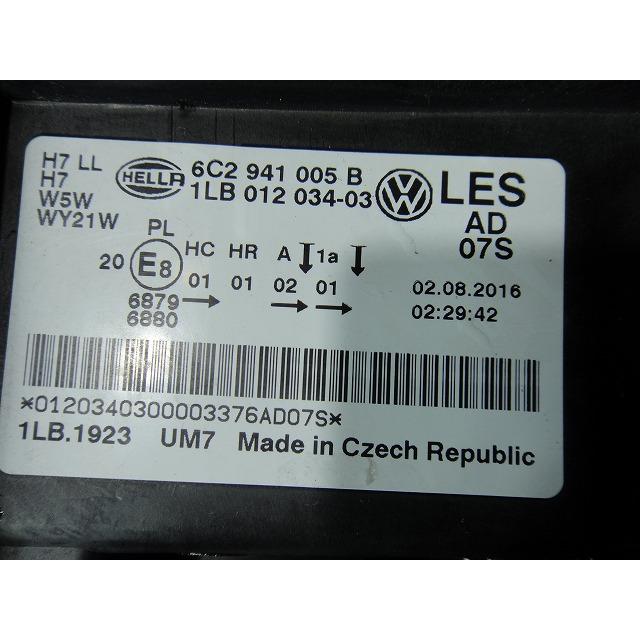 H7 LL
H7
W5W
WY21W
HELLA
6C2 941 005 B
1LB 012 034-03
LES
AD
07S
PL
HC HR A 1a
20 E8 01 01 02 01
6879
6880
02.08.2016
02:29:42
*0120340300003376AD07S*
1LB.1923 UM7 Made in Czech Republic